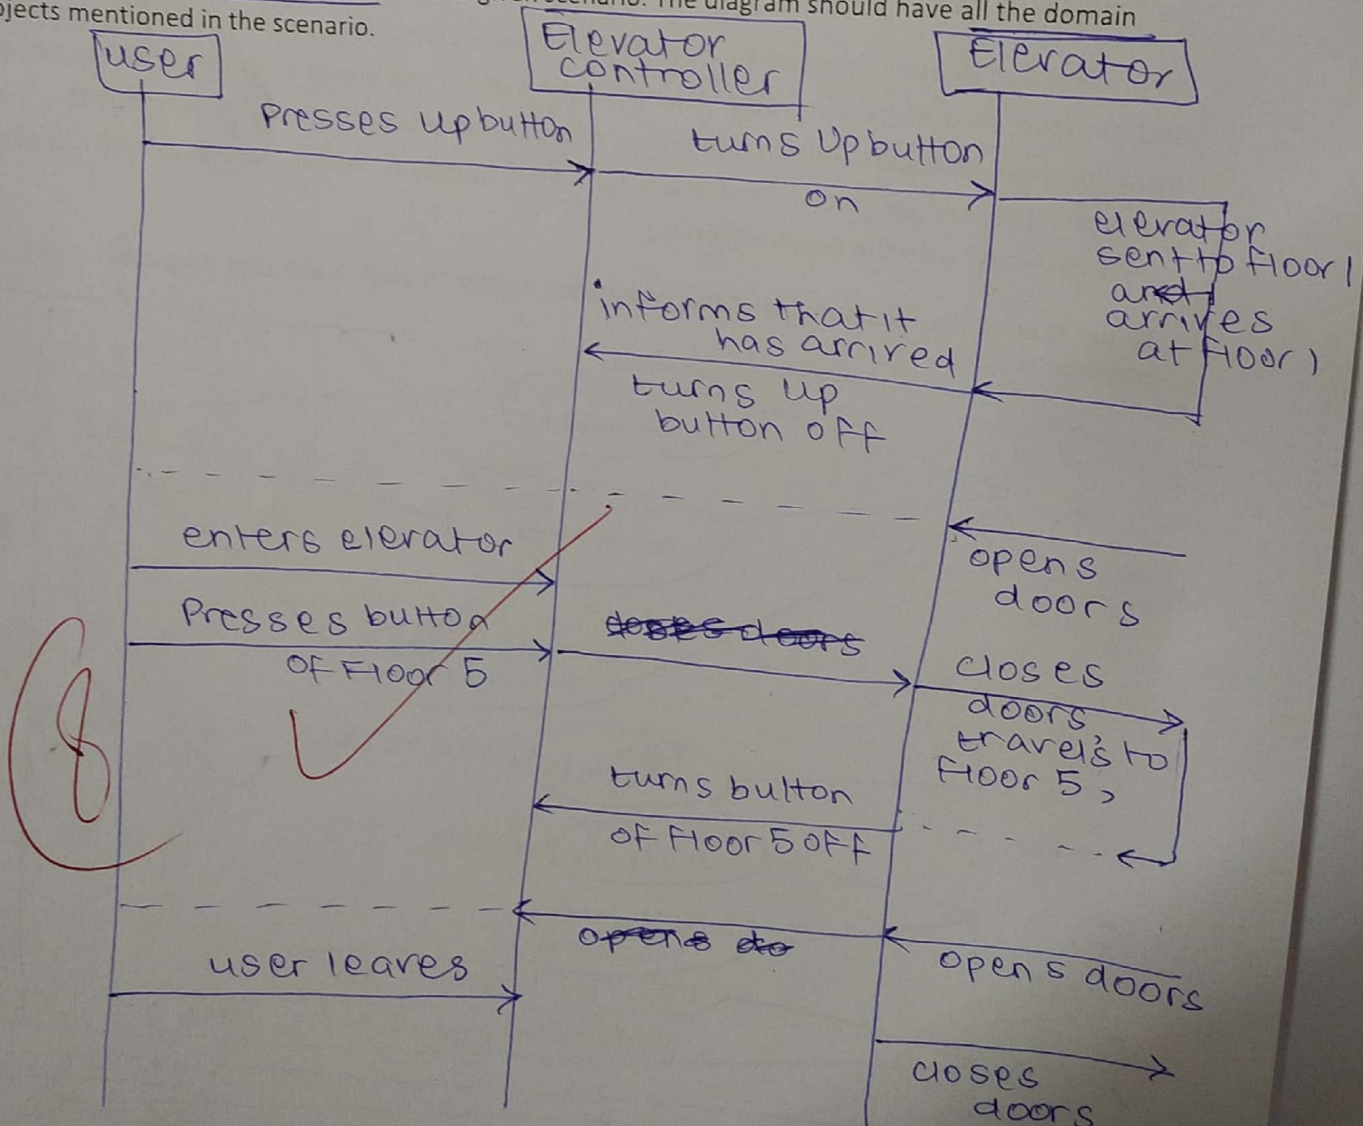 diagram should have all the domain
ojects mentioned in the scenario.
user
Elevator
controller
Elevator
Presses Up button
turns Up button
on
elevator
sent to floor 1
and
arrives
at floor 1
informs that it
has arrived
turns up
button off
opens
doors
enters elevator
Presses button
of Floor 5
closes doors
closes
doors
travels to
floor 5,
turns button
of floor 5 off
8
opens do
opens doors
user leaves
closes
doors